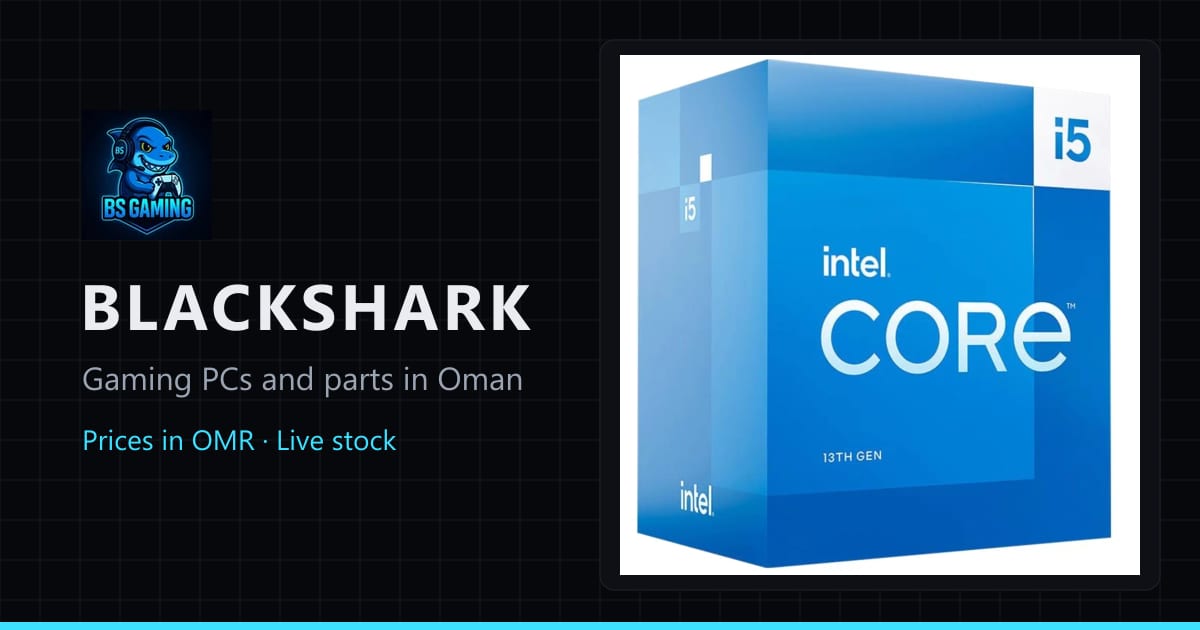 BS
BS GAMING
BLACKSHARK
Gaming PCs and parts in Oman
Prices in OMR · Live stock
i5
i5
intel.
CORE™
13TH GEN
intel.